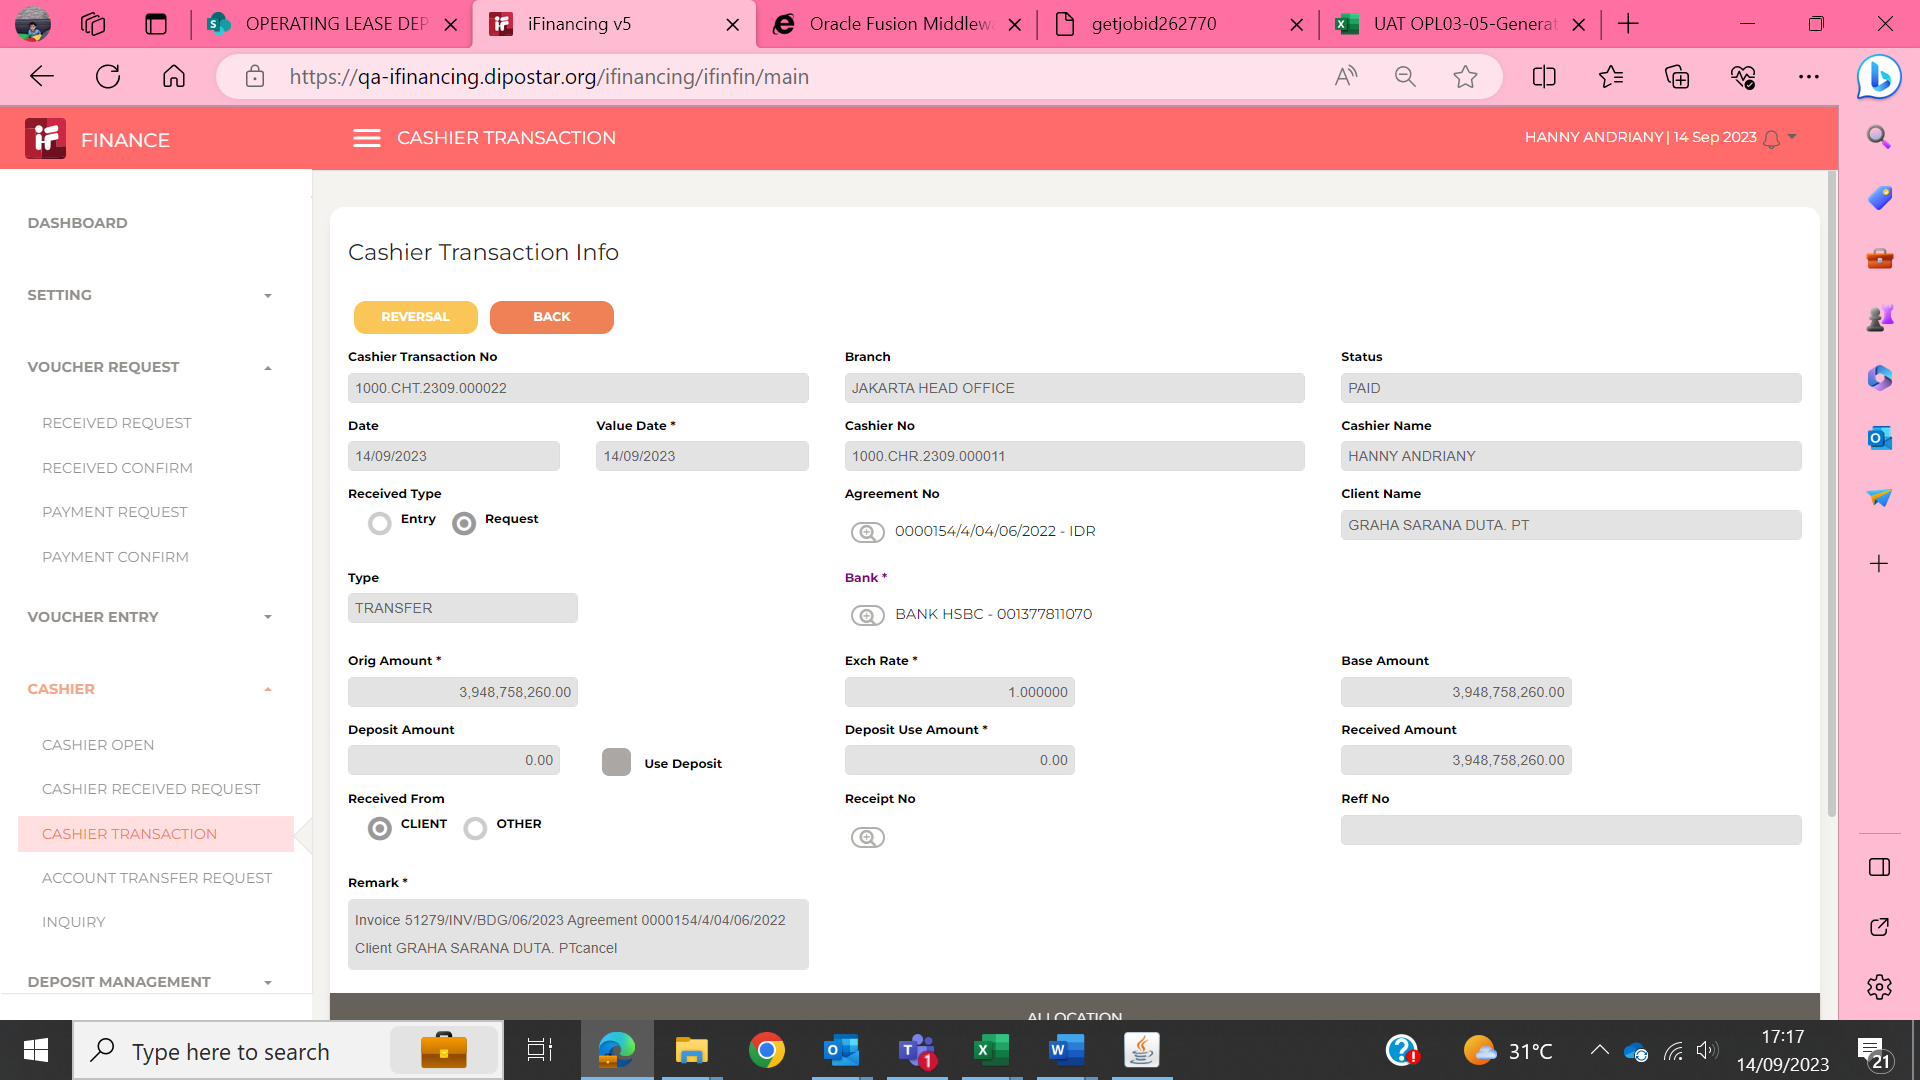 OPERATING LEASE DEP
iFinancing v5
Oracle Fusion Middlewa
getjobid262770
UAT OPL03-05-Generat
https://qa-ifinancing.dipostar.org/ifinancing/ifinfin/main
iF FINANCE
CASHIER TRANSACTION
HANNY ANDRIANY | 14 Sep 2023
DASHBOARD
SETTING
VOUCHER REQUEST
RECEIVED REQUEST
RECEIVED CONFIRM
PAYMENT REQUEST
PAYMENT CONFIRM
VOUCHER ENTRY
CASHIER
CASHIER OPEN
CASHIER RECEIVED REQUEST
CASHIER TRANSACTION
ACCOUNT TRANSFER REQUEST
INQUIRY
DEPOSIT MANAGEMENT
Cashier Transaction Info
REVERSAL BACK
Cashier Transaction No Branch Status
1000.CHT.2309.000022 JAKARTA HEAD OFFICE PAID
Date Value Date * Cashier No Cashier Name
14/09/2023 14/09/2023 1000.CHR.2309.000011 HANNY ANDRIANY
Received Type Agreement No Client Name
Entry Request 0000154/4/04/06/2022 - IDR GRAHA SARANA DUTA. PT
Type Bank *
TRANSFER BANK HSBC - 001377811070
Orig Amount * Exch Rate * Base Amount
3,948,758,260.00 1.000000 3,948,758,260.00
Deposit Amount Deposit Use Amount * Received Amount
0.00 Use Deposit 0.00 3,948,758,260.00
Received From Receipt No Reff No
CLIENT OTHER
Remark *
Invoice 51279/INV/BDG/06/2023 Agreement 0000154/4/04/06/2022
Client GRAHA SARANA DUTA. PTcancel
ALLOCATION
Type here to search
1
31°C
17:17
14/09/2023
21